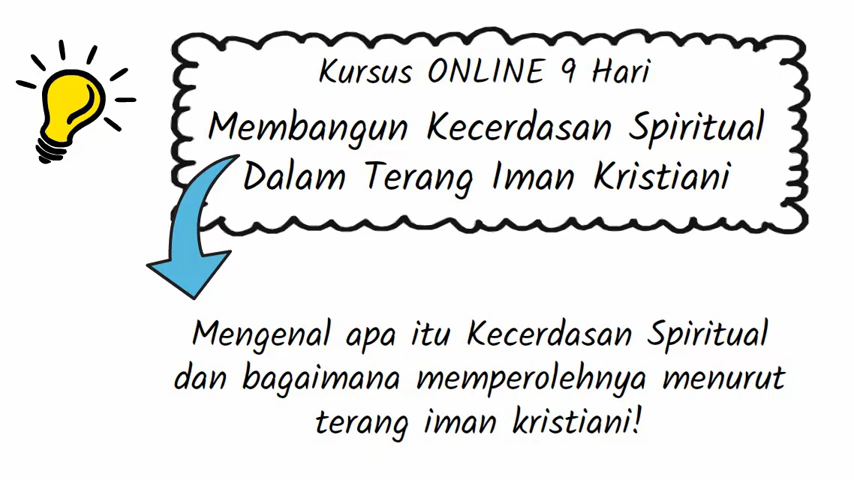 Kursus ONLINE 9 Hari
Membangun Kecerdasan Spiritual
Dalam Terang Iman Kristiani
Mengenal apa itu Kecerdasan Spiritual
dan bagaimana memperolehnya menurut
terang iman kristiani!